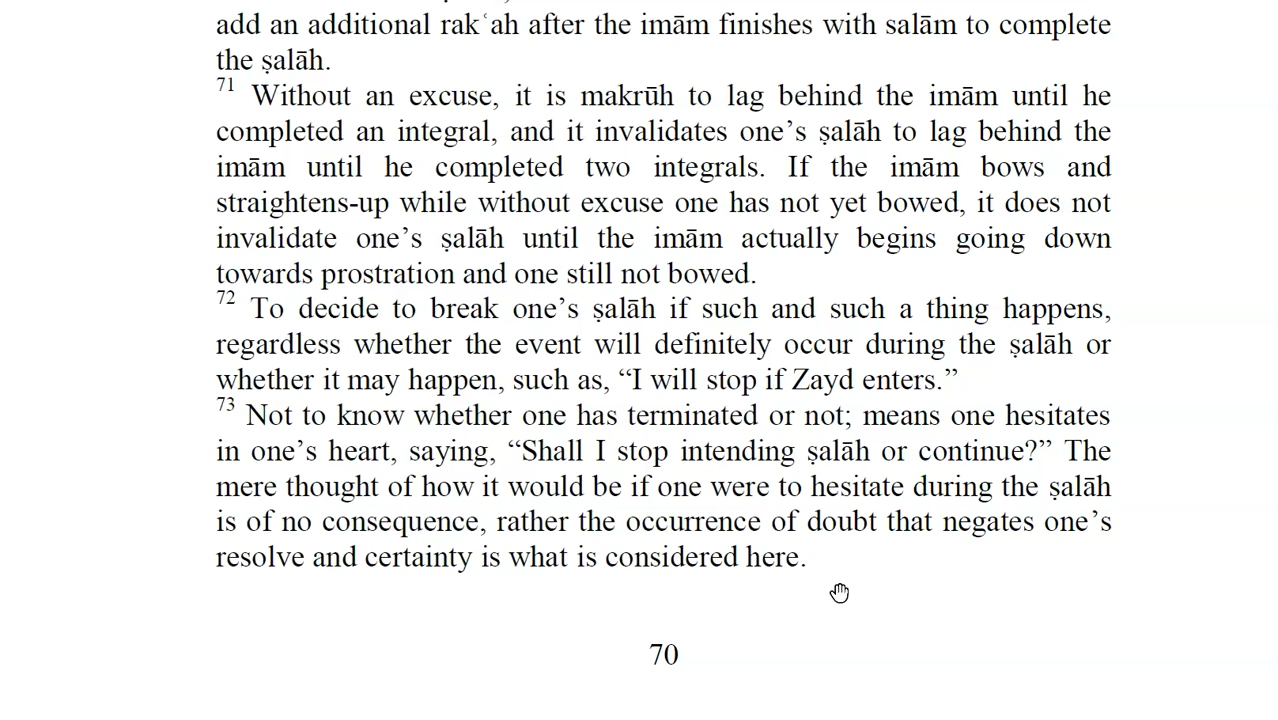 add an additional rakʿah after the imām finishes with salām to complete
the ṣalāh.
71 Without an excuse, it is makrūh to lag behind the imām until he
completed an integral, and it invalidates one’s ṣalāh to lag behind the
imām until he completed two integrals. If the imām bows and
straightens-up while without excuse one has not yet bowed, it does not
invalidate one’s ṣalāh until the imām actually begins going down
towards prostration and one still not bowed.
72 To decide to break one’s ṣalāh if such and such a thing happens,
regardless whether the event will definitely occur during the ṣalāh or
whether it may happen, such as, “I will stop if Zayd enters.”
73 Not to know whether one has terminated or not; means one hesitates
in one’s heart, saying, “Shall I stop intending ṣalāh or continue?” The
mere thought of how it would be if one were to hesitate during the ṣalāh
is of no consequence, rather the occurrence of doubt that negates one’s
resolve and certainty is what is considered here.
70